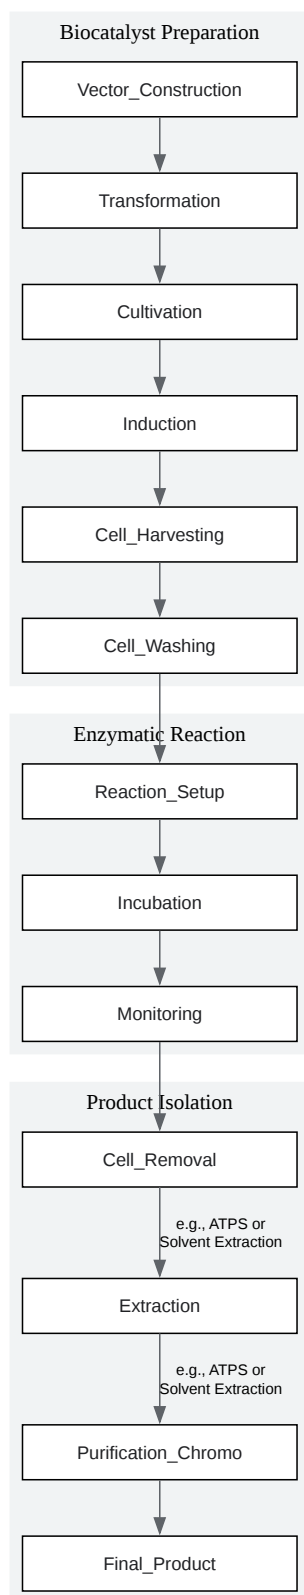 Biocatalyst Preparation
Vector_Construction
Transformation
Cultivation
Induction
Cell_Harvesting
Cell_Washing
Enzymatic Reaction
Reaction_Setup
Incubation
Monitoring
Product Isolation
Cell_Removal
e.g., ATPS or
Solvent Extraction
Extraction
e.g., ATPS or
Solvent Extraction
Purification_Chromo
Final_Product